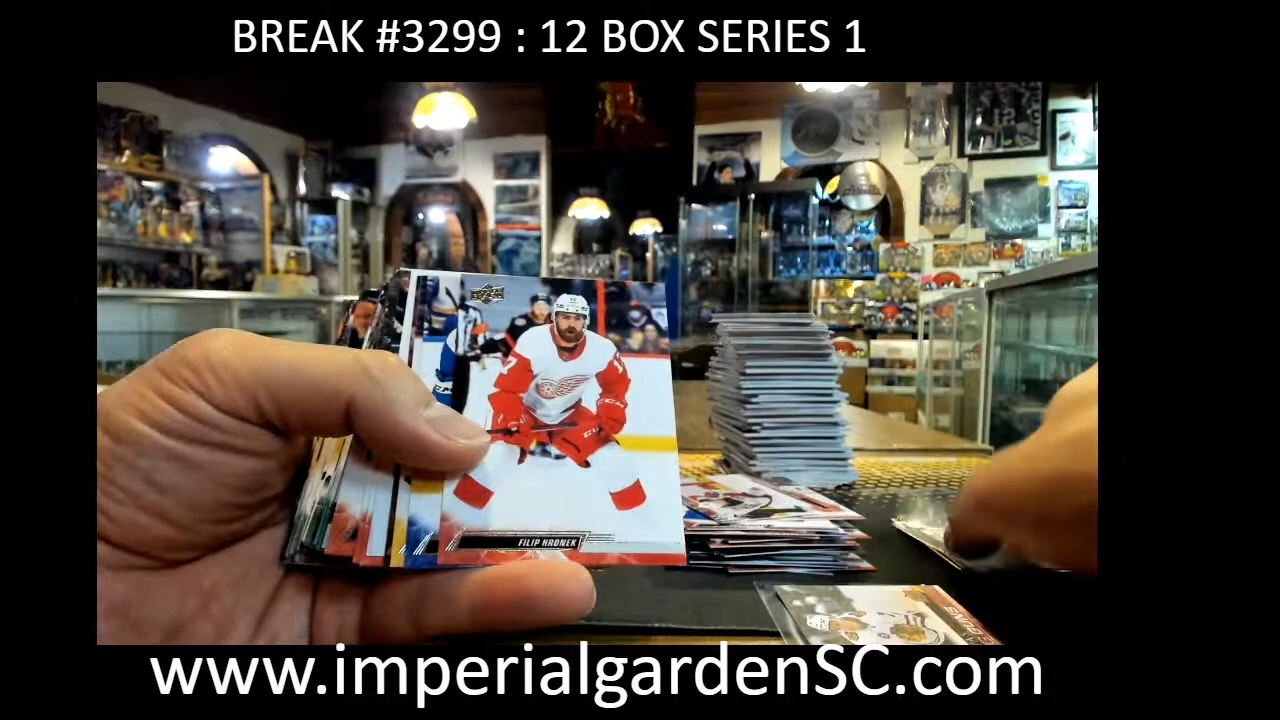 BREAK #3299 : 12 BOX SERIES 1
FILIP HRONEK
www.imperialgardenSC.com